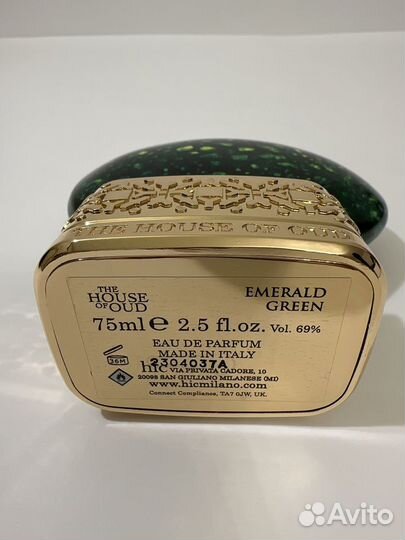 THE HOUSE OF OUD
THE
HOUSE
OF OUD
EMERALD
GREEN
75ml e 2.5 fl.oz. Vol. 69%
EAU DE PARFUM
MADE IN ITALY
36M
2304037A
hfc VIA PRIVATA CADORE, 10
20098 SAN GIULIANO MILANESE (MI)
www.hicmilano.com
Connect Compliance, TA7 0JW, UK.
Avito